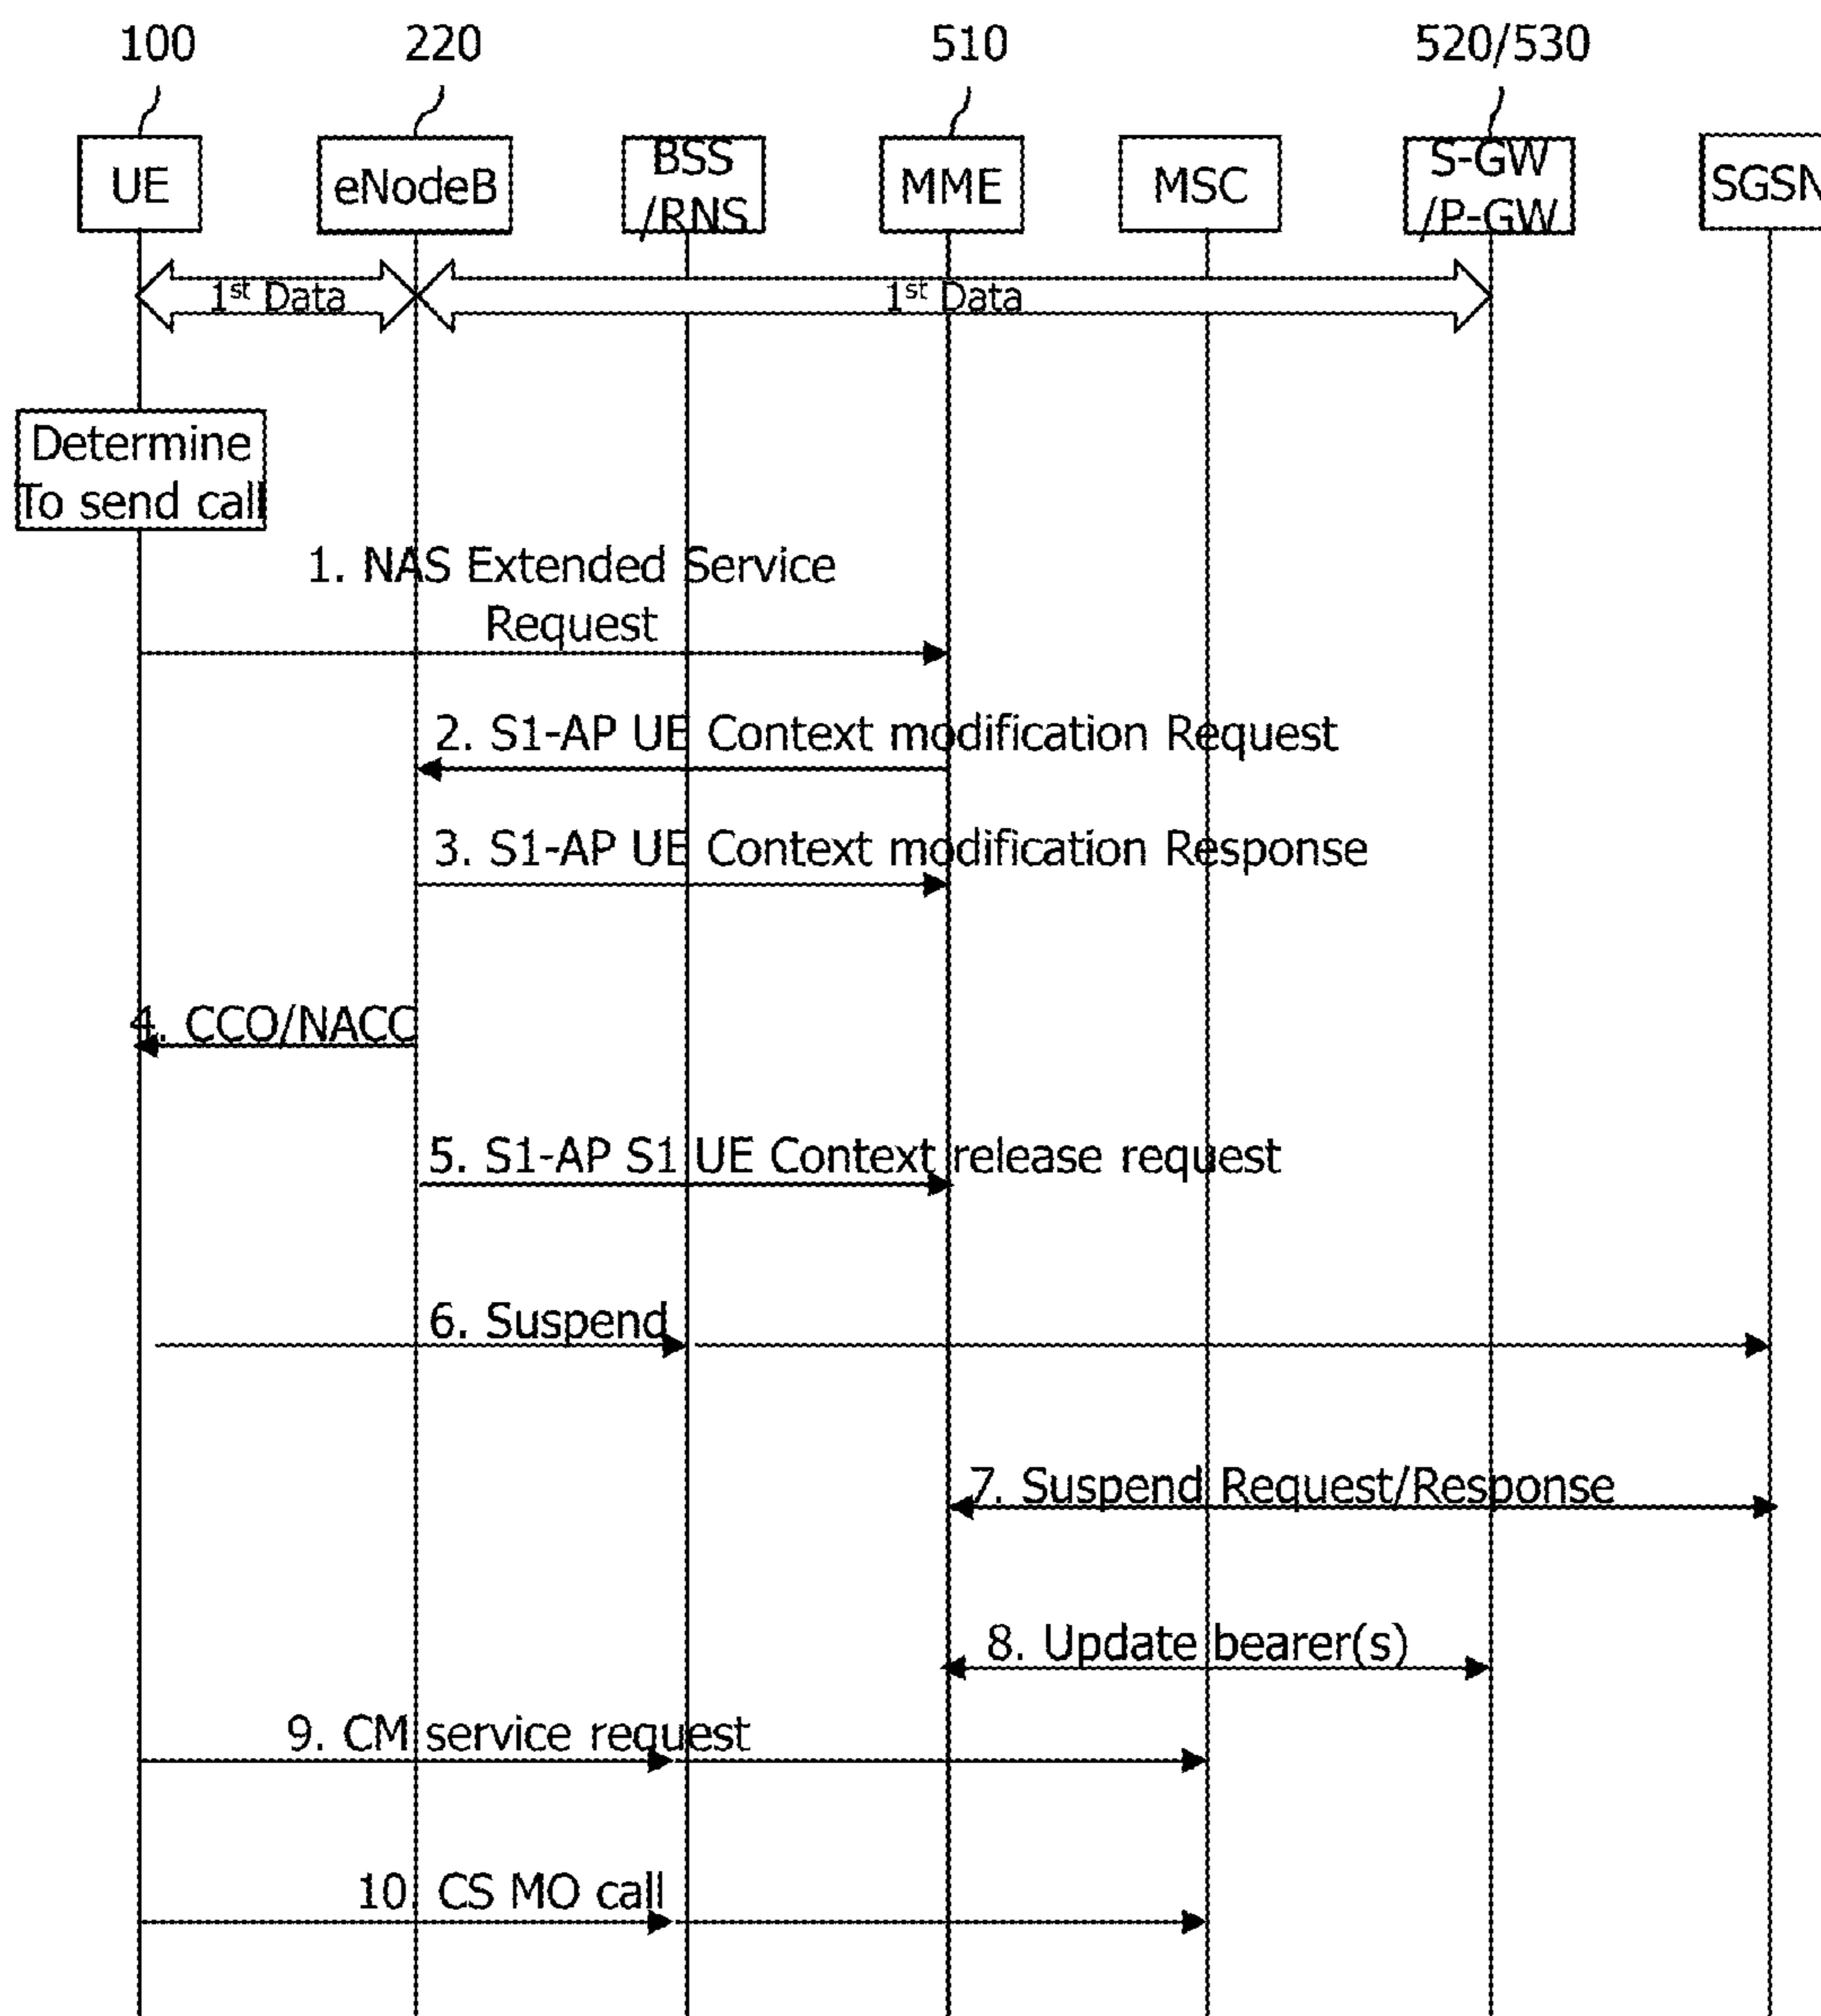 100
220
510
520/530
UE
eNodeB
BSS
/RNS
MME
MSC
S-GW
/P-GW
SGSN
1st Data
1st Data
Determine
To send call
1. NAS Extended Service
Request
2. S1-AP UE Context modification Request
3. S1-AP UE Context modification Response
4. CCO/NACC
5. S1-AP S1 UE Context release request
6. Suspend
7. Suspend Request/Response
8. Update bearer(s)
9. CM service request
10. CS MO call